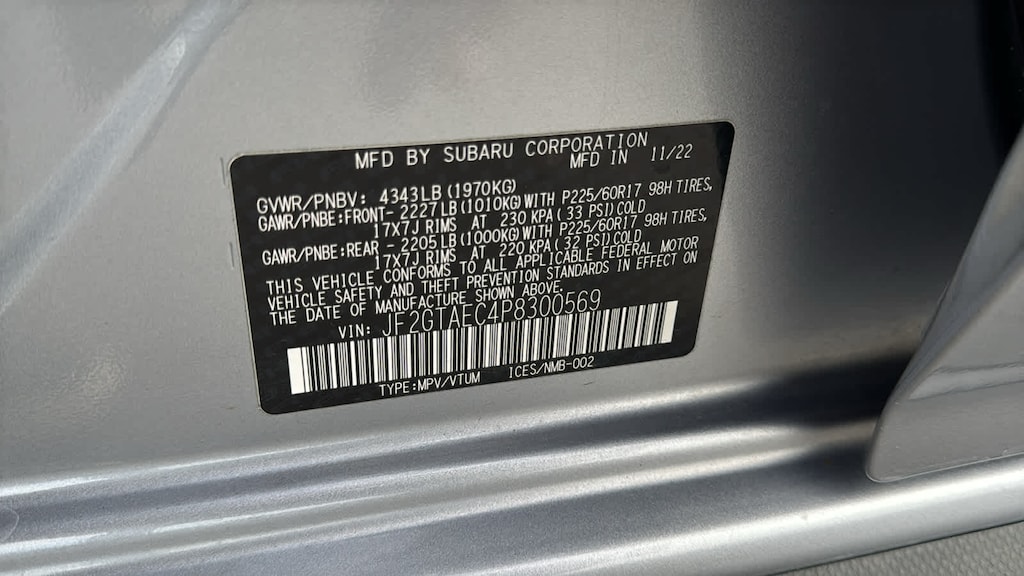 MFD BY SUBARU CORPORATION
MFD IN 11/22
GVWR/PNBV: 4343LB (1970KG)
GAWR/PNBE:FRONT- 2227LB (1010KG) WITH P225/60R17 98H TIRES,
17X7J RIMS AT 230 KPA (33 PSI) COLD
GAWR/PNBE:REAR - 2205LB (1000KG) WITH P225/60R17 98H TIRES,
17X7J RIMS AT 220 KPA (32 PSI) COLD
THIS VEHICLE CONFORMS TO ALL APPLICABLE FEDERAL MOTOR
VEHICLE SAFETY AND THEFT PREVENTION STANDARDS IN EFFECT ON
THE DATE OF MANUFACTURE SHOWN ABOVE.
VIN: JF2GTAEC4P8300569
TYPE:MPV/VTUM ICES/NMB-002